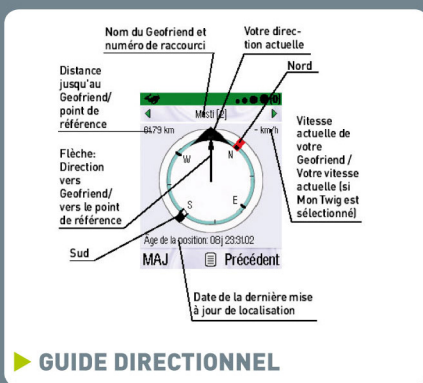 Nom du Geofriend et
numéro de raccourci
Votre direc-
tion actuelle
Nord
Distance
jusqu'au
Geofriend/
point de
référence
Misti [2]
6179 km
- km/h
Vitesse
actuelle de
votre
Geofriend /
Votre vitesse
actuelle (si
Mon Twig est
sélectionné)
Flèche:
Direction
vers
Geofriend/
vers le point
de référence
N
W
E
S
Sud
Age de la position: 08j 23:31.02
MAJ
Précédent
Date de la dernière mise
à jour de localisation
GUIDE DIRECTIONNEL